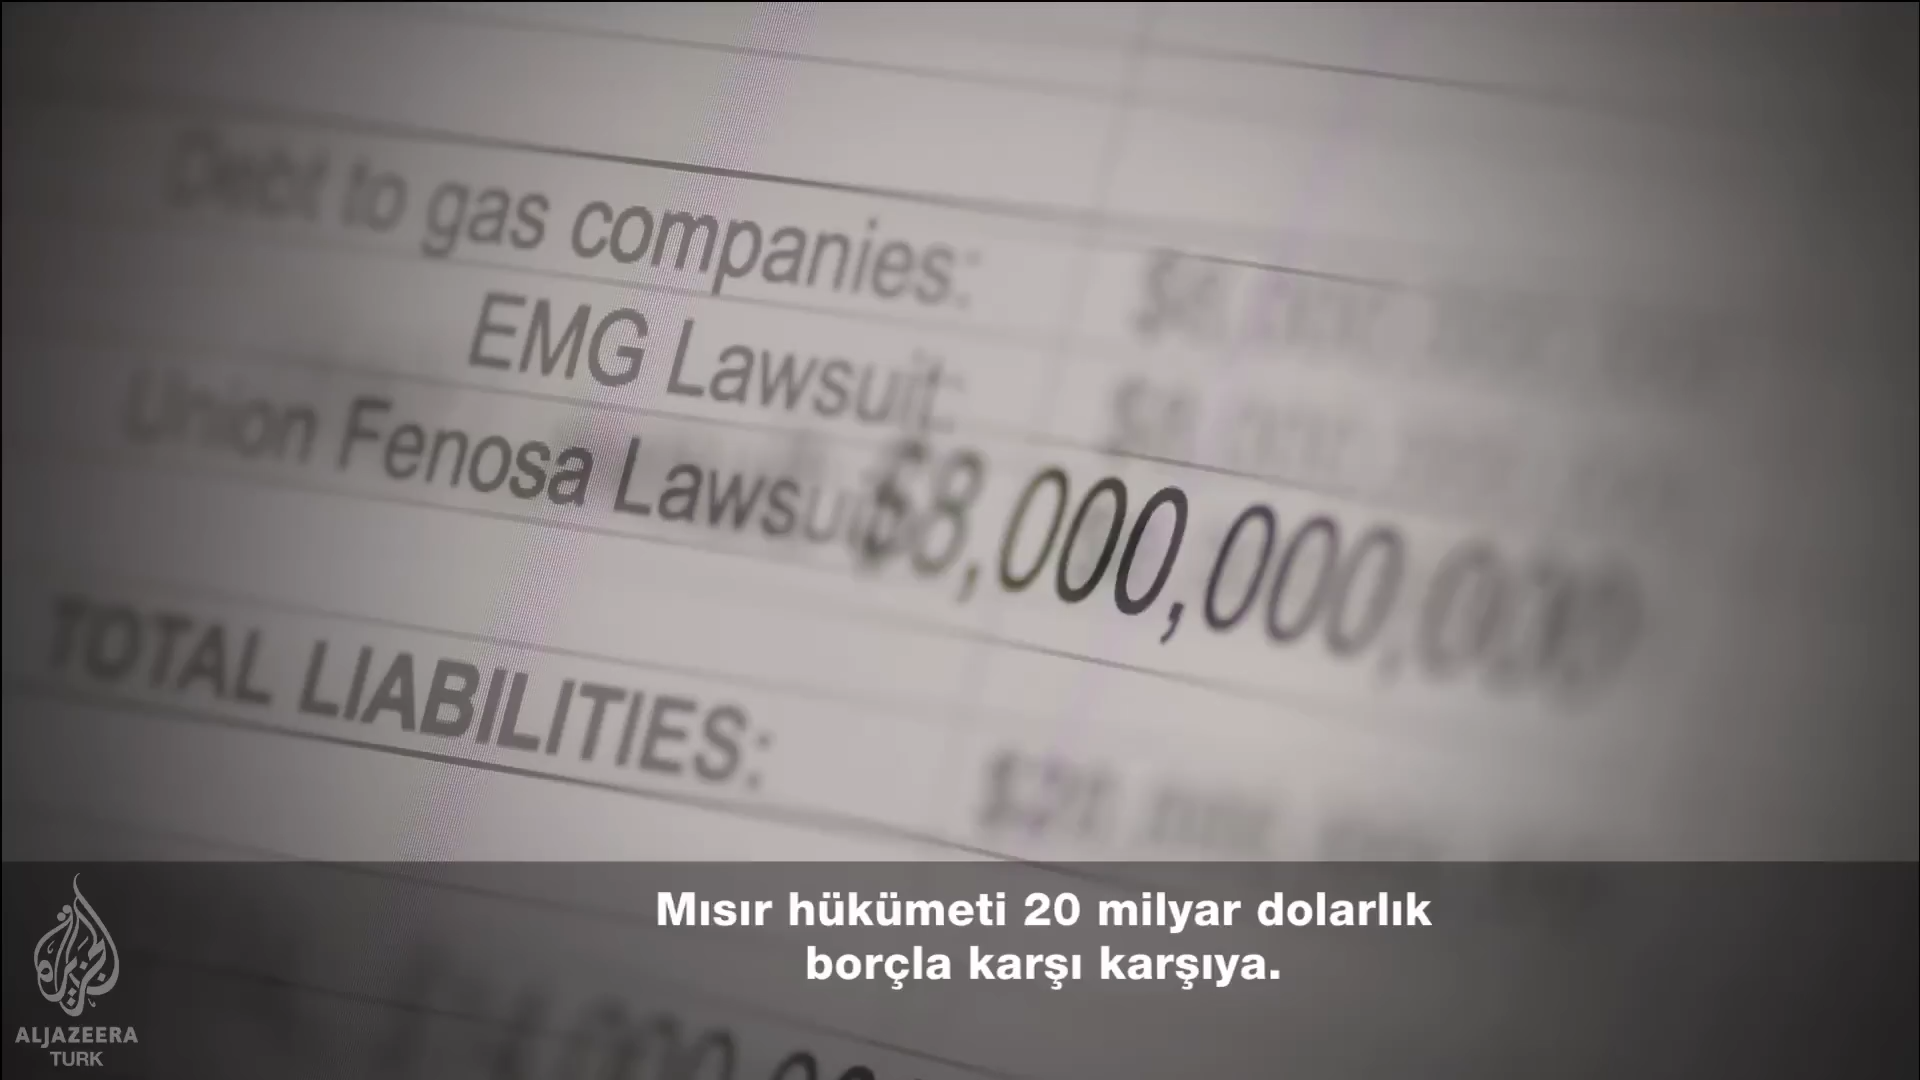 Debt to gas companies:
EMG Lawsuit:
Union Fenosa Lawsuit
$8,000,000,000
TOTAL LIABILITIES:
Mısır hükümeti 20 milyar dolarlık
borçla karşı karşıya.
ALJAZEERA
TURK